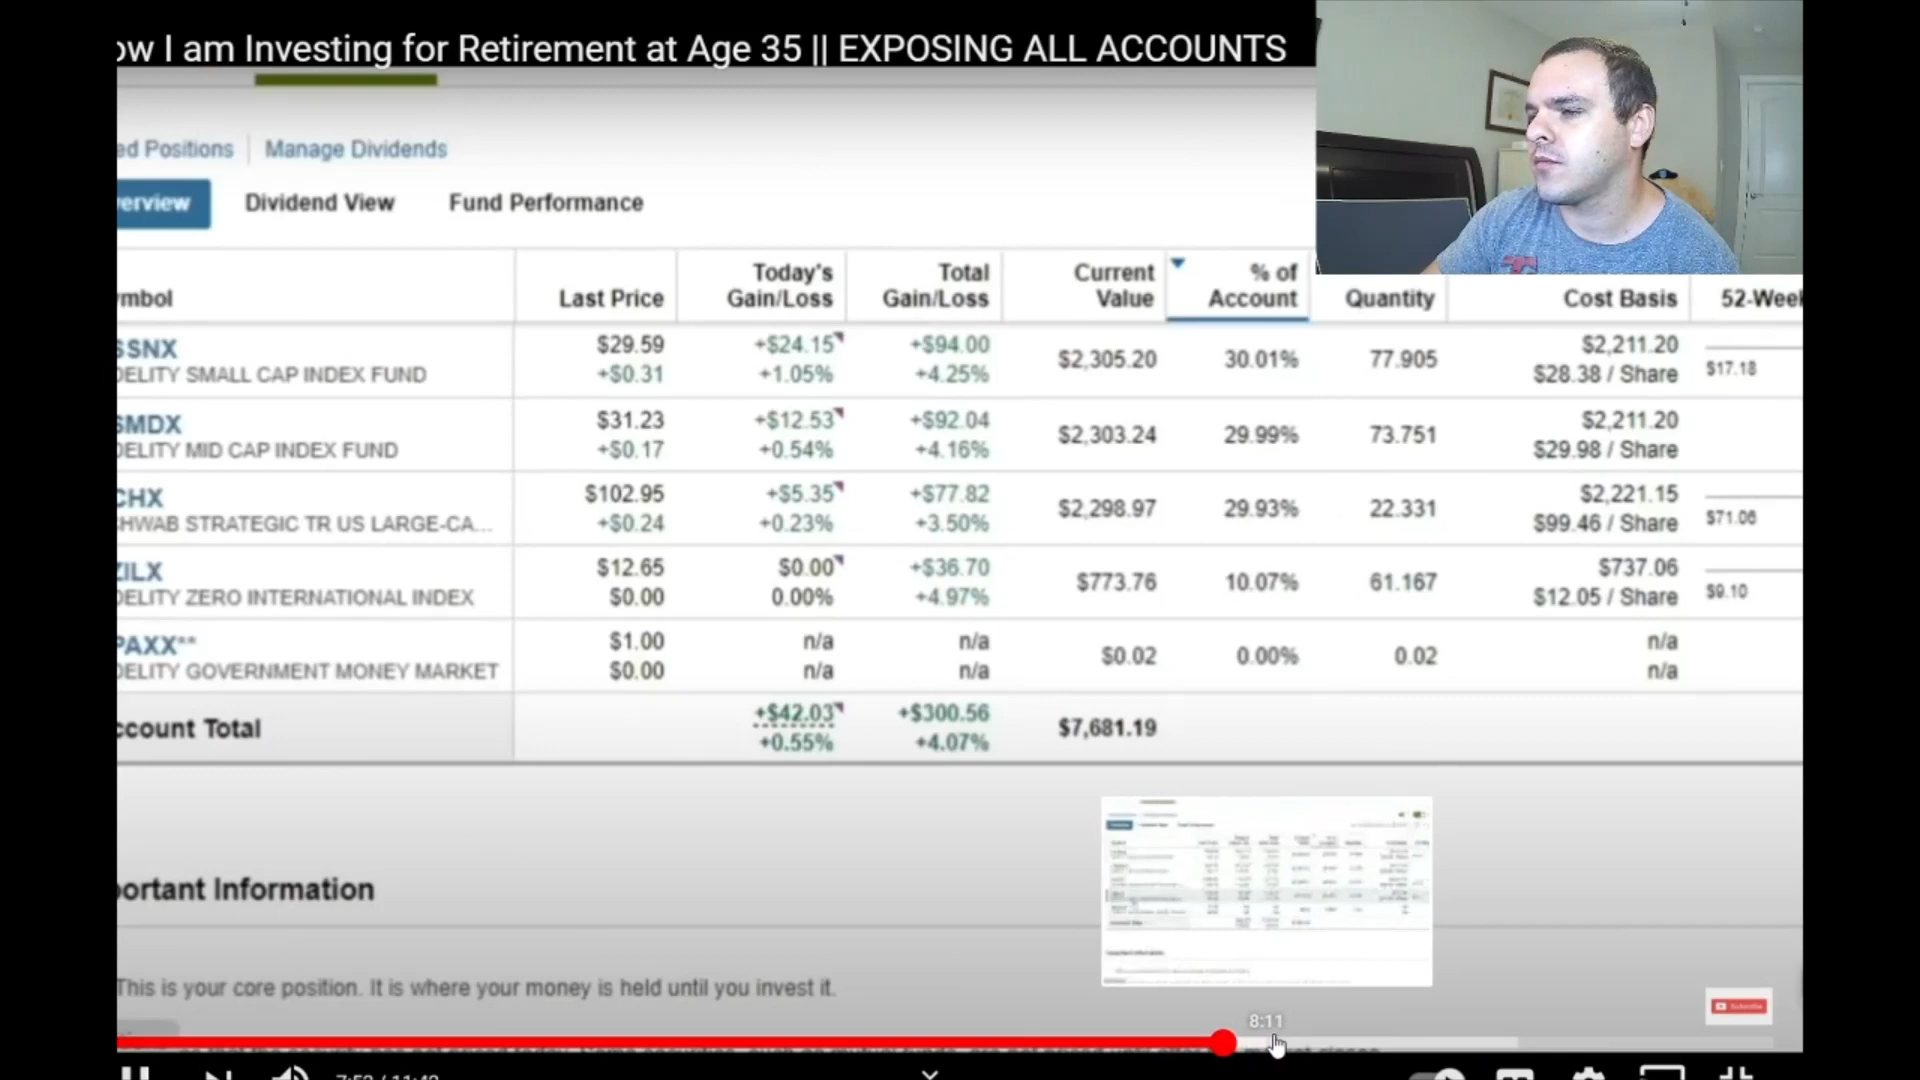 ow I am Investing for Retirement at Age 35 || EXPOSING ALL ACCOUNTS
ed Positions Manage Dividends
verview Dividend View Fund Performance
mbol Last Price Today's Gain/Loss Total Gain/Loss Current Value % of Account Quantity Cost Basis 52-Week
SSNX $29.59 +$24.15 +$94.00 $2,305.20 30.01% 77.905 $2,211.20
DELITY SMALL CAP INDEX FUND +$0.31 +1.05% +4.25% $28.38 / Share $17.18
SMDX $31.23 +$12.53 +$92.04 $2,303.24 29.99% 73.751 $2,211.20
DELITY MID CAP INDEX FUND +$0.17 +0.54% +4.16% $29.98 / Share
CHX $102.95 +$5.35 +$77.82 $2,298.97 29.93% 22.331 $2,221.15
CHWAB STRATEGIC TR US LARGE-CA... +$0.24 +0.23% +3.50% $99.46 / Share $71.06
ZILX $12.65 $0.00 +$36.70 $773.76 10.07% 61.167 $737.06
DELITY ZERO INTERNATIONAL INDEX $0.00 0.00% +4.97% $12.05 / Share $9.10
PAXX** $1.00 n/a n/a $0.02 0.00% 0.02 n/a
DELITY GOVERNMENT MONEY MARKET $0.00 n/a n/a n/a
ccount Total +$42.03 +$300.56 $7,681.19
+0.55% +4.07%
portant Information
This is your core position. It is where your money is held until you invest it.
8:11